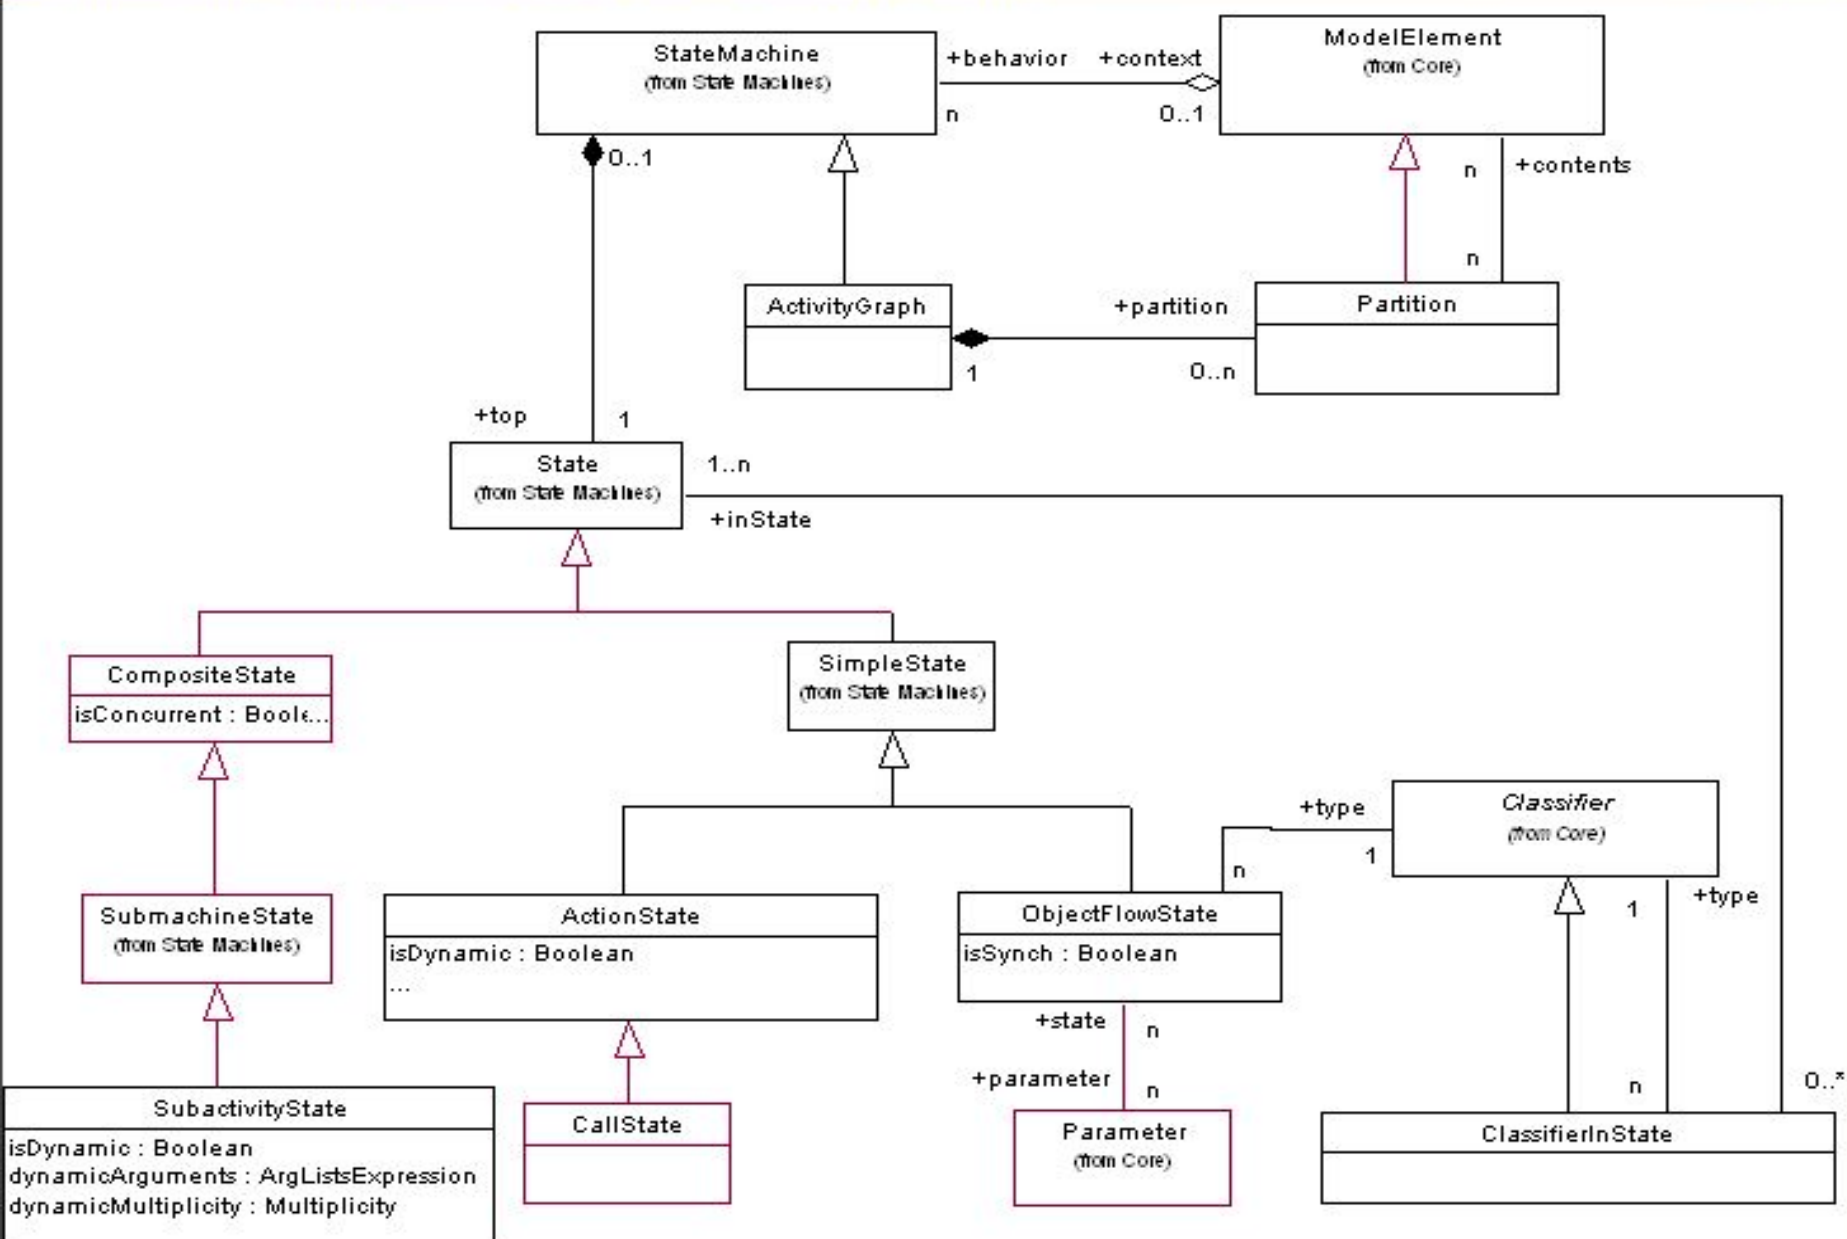 StateMachine
(from State Machines)
+behavior
+context
n
0..1
ModelElement
(from Core)
0..1
n
+contents
n
ActivityGraph
+partition
1
0..n
Partition
+top
1
State
(from State Machines)
1..n
+inState
CompositeState
isConcurrent : Boole...
SimpleState
(from State Machines)
+type
1
n
Classifier
(from Core)
1
+type
SubmachineState
(from State Machines)
ActionState
isDynamic : Boolean
...
ObjectFlowState
isSynch : Boolean
+state
n
+parameter
n
n
0..*
SubactivityState
isDynamic : Boolean
dynamicArguments : ArgListsExpression
dynamicMultiplicity : Multiplicity
CallState
Parameter
(from Core)
ClassifierInState